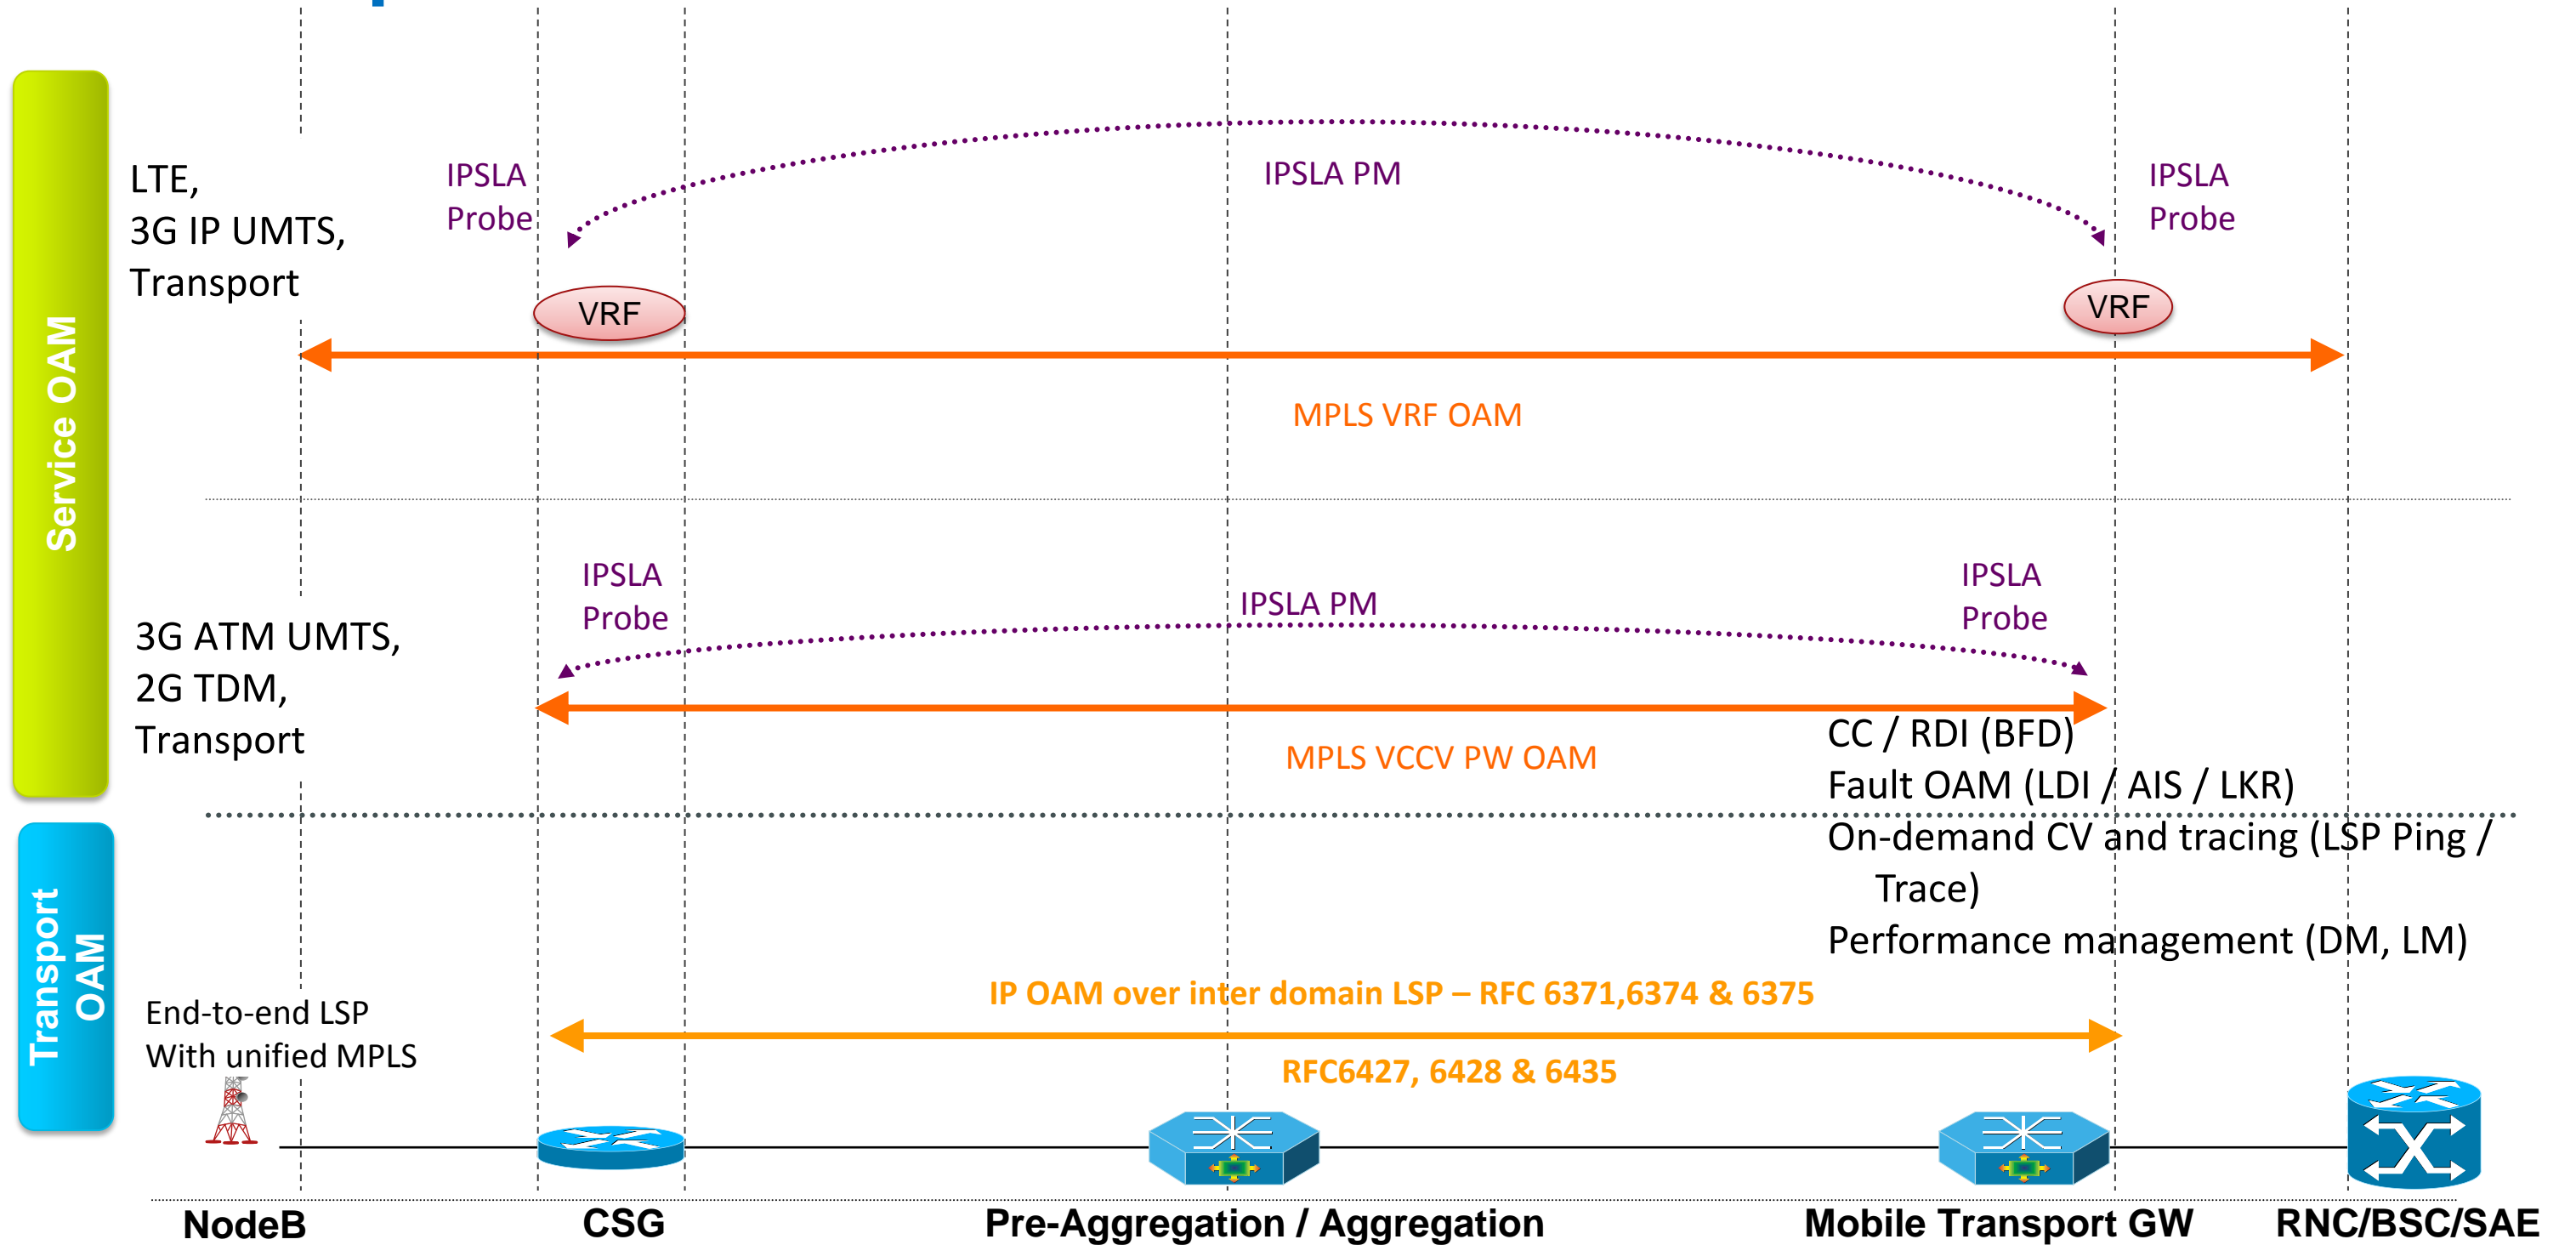 Service OAM
LTE,
3G IP UMTS,
Transport
IPSLA
Probe
IPSLA PM
IPSLA
Probe
VRF
VRF
MPLS VRF OAM
3G ATM UMTS,
2G TDM,
Transport
IPSLA
Probe
IPSLA PM
IPSLA
Probe
MPLS VCCV PW OAM
CC / RDI (BFD)
Fault OAM (LDI / AIS / LKR)
On-demand CV and tracing (LSP Ping /
Trace)
Performance management (DM, LM)
Transport
OAM
End-to-end LSP
With unified MPLS
IP OAM over inter domain LSP – RFC 6371,6374 & 6375
RFC6427, 6428 & 6435
NodeB
CSG
Pre-Aggregation / Aggregation
Mobile Transport GW
RNC/BSC/SAE